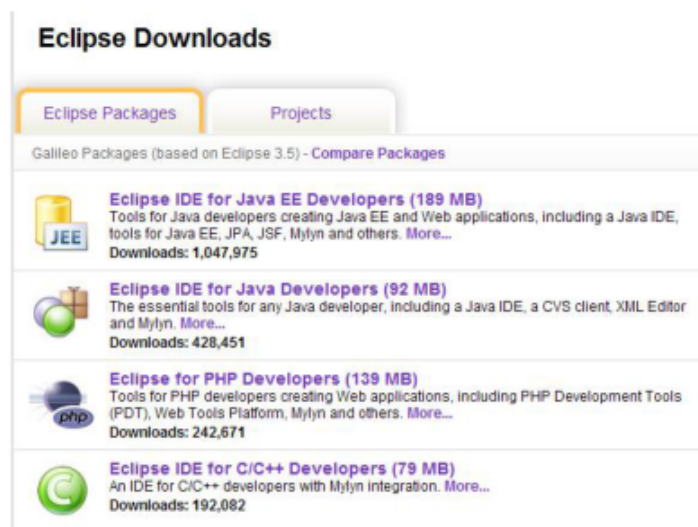 Eclipse Downloads
Eclipse Packages
Projects
Galileo Packages (based on Eclipse 3.5) - Compare Packages
Eclipse IDE for Java EE Developers (189 MB)
Tools for Java developers creating Java EE and Web applications, including a Java IDE,
tools for Java EE, JPA, JSF, Mylyn and others. More...
Downloads: 1,047,975
JEE
Eclipse IDE for Java Developers (92 MB)
The essential tools for any Java developer, including a Java IDE, a CVS client, XML Editor
and Mylyn. More...
Downloads: 428,451
Eclipse for PHP Developers (139 MB)
Tools for PHP developers creating Web applications, including PHP Development Tools
(PDT), Web Tools Platform, Mylyn and others. More...
Downloads: 242,671
php
Eclipse IDE for C/C++ Developers (79 MB)
An IDE for C/C++ developers with Mylyn integration. More...
Downloads: 192,082
C